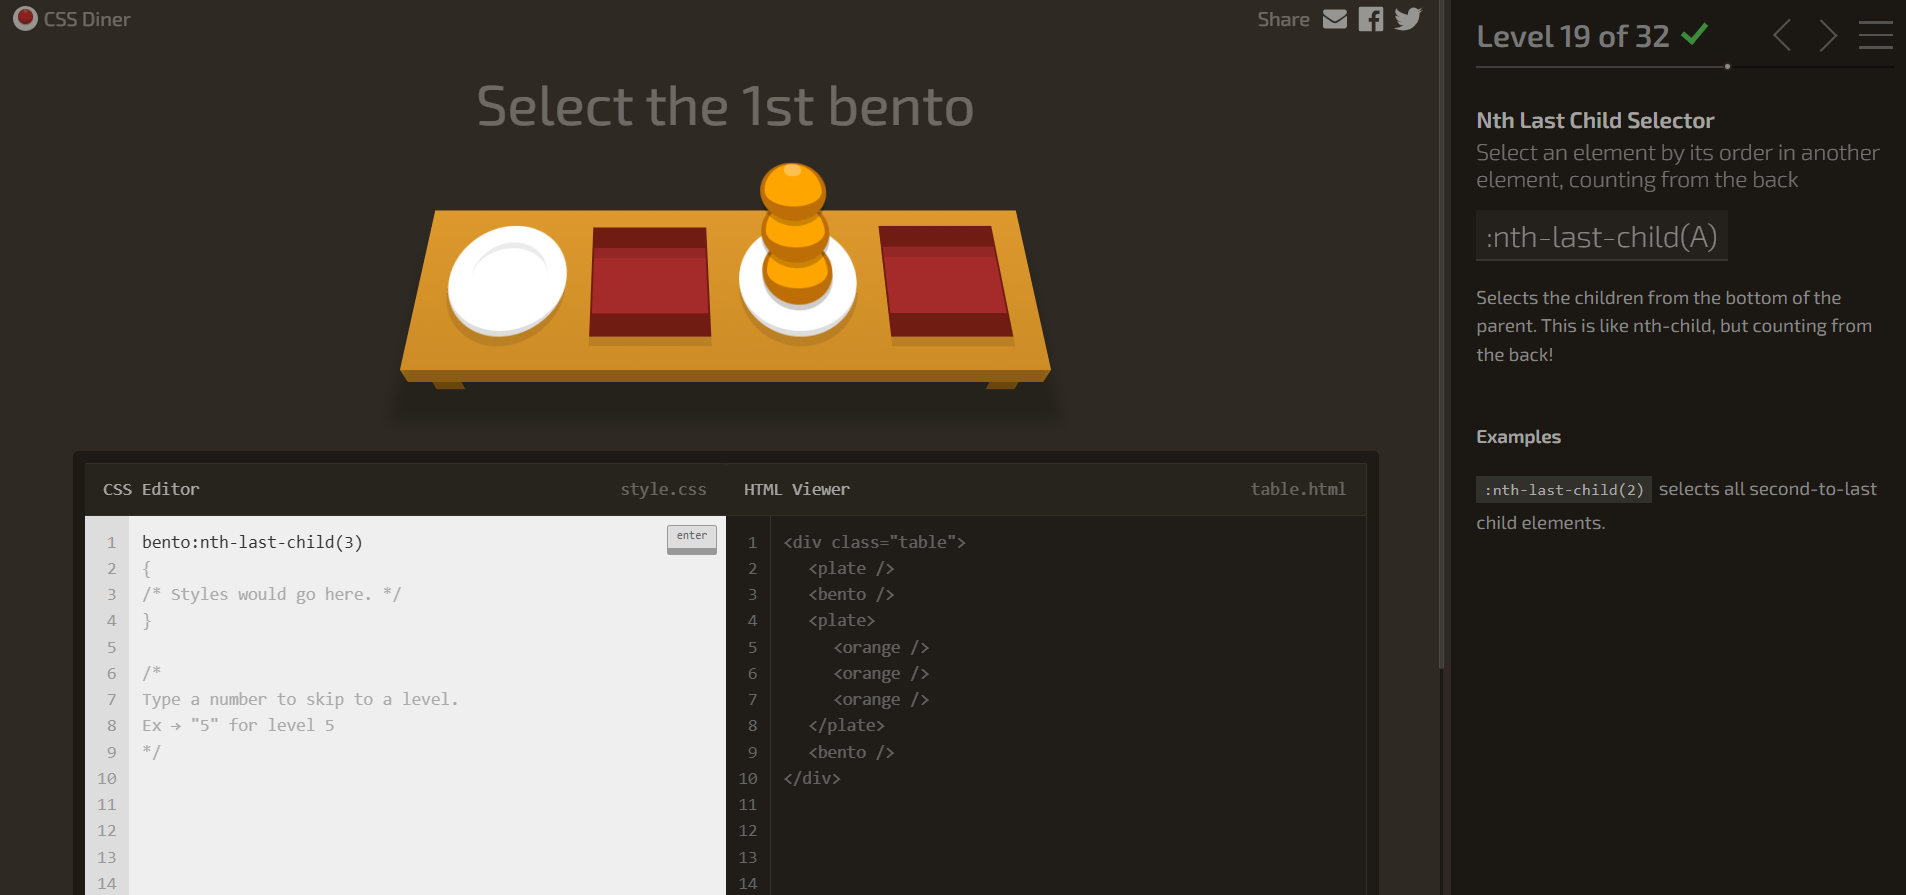 CSS Diner
Share
Select the 1st bento
CSS Editor
style.css
1 bento:nth-last-child(3)
enter
2 {
3 /* Styles would go here. */
4 }
5
6 /*
7 Type a number to skip to a level.
8 Ex → "5" for level 5
9 */
10
11
12
13
14
HTML Viewer
table.html
1 <div class="table">
2 <plate />
3 <bento />
4 <plate>
5 <orange />
6 <orange />
7 <orange />
8 </plate>
9 <bento />
10 </div>
11
12
13
14
Level 19 of 32
Nth Last Child Selector
Select an element by its order in another
element, counting from the back
:nth-last-child(A)
Selects the children from the bottom of the
parent. This is like nth-child, but counting from
the back!
Examples
:nth-last-child(2) selects all second-to-last
child elements.